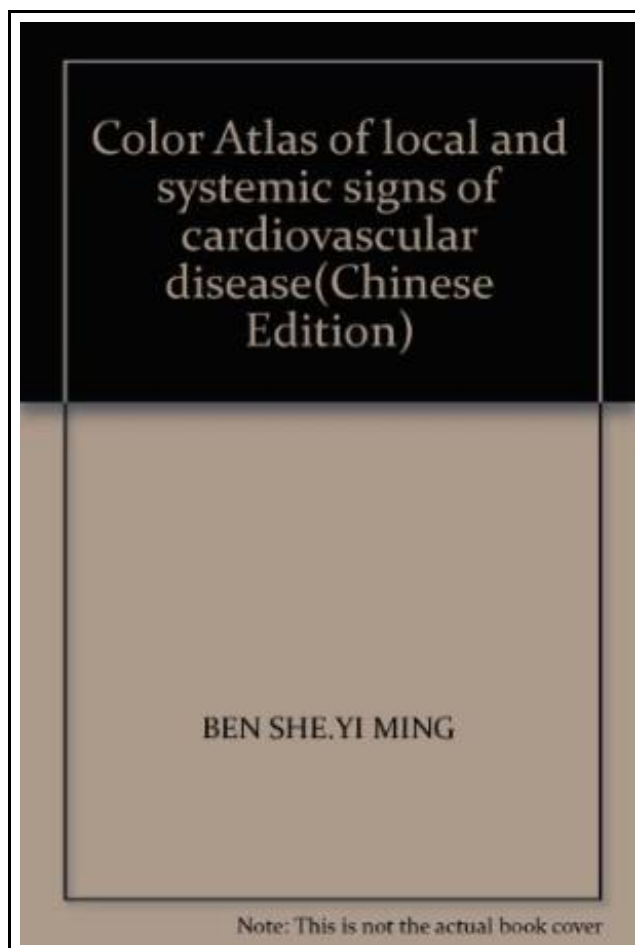 Color Atlas of local and
systemic signs of
cardiovascular
disease(Chinese
Edition)
BEN SHE.YI MING
Note: This is not the actual book cover